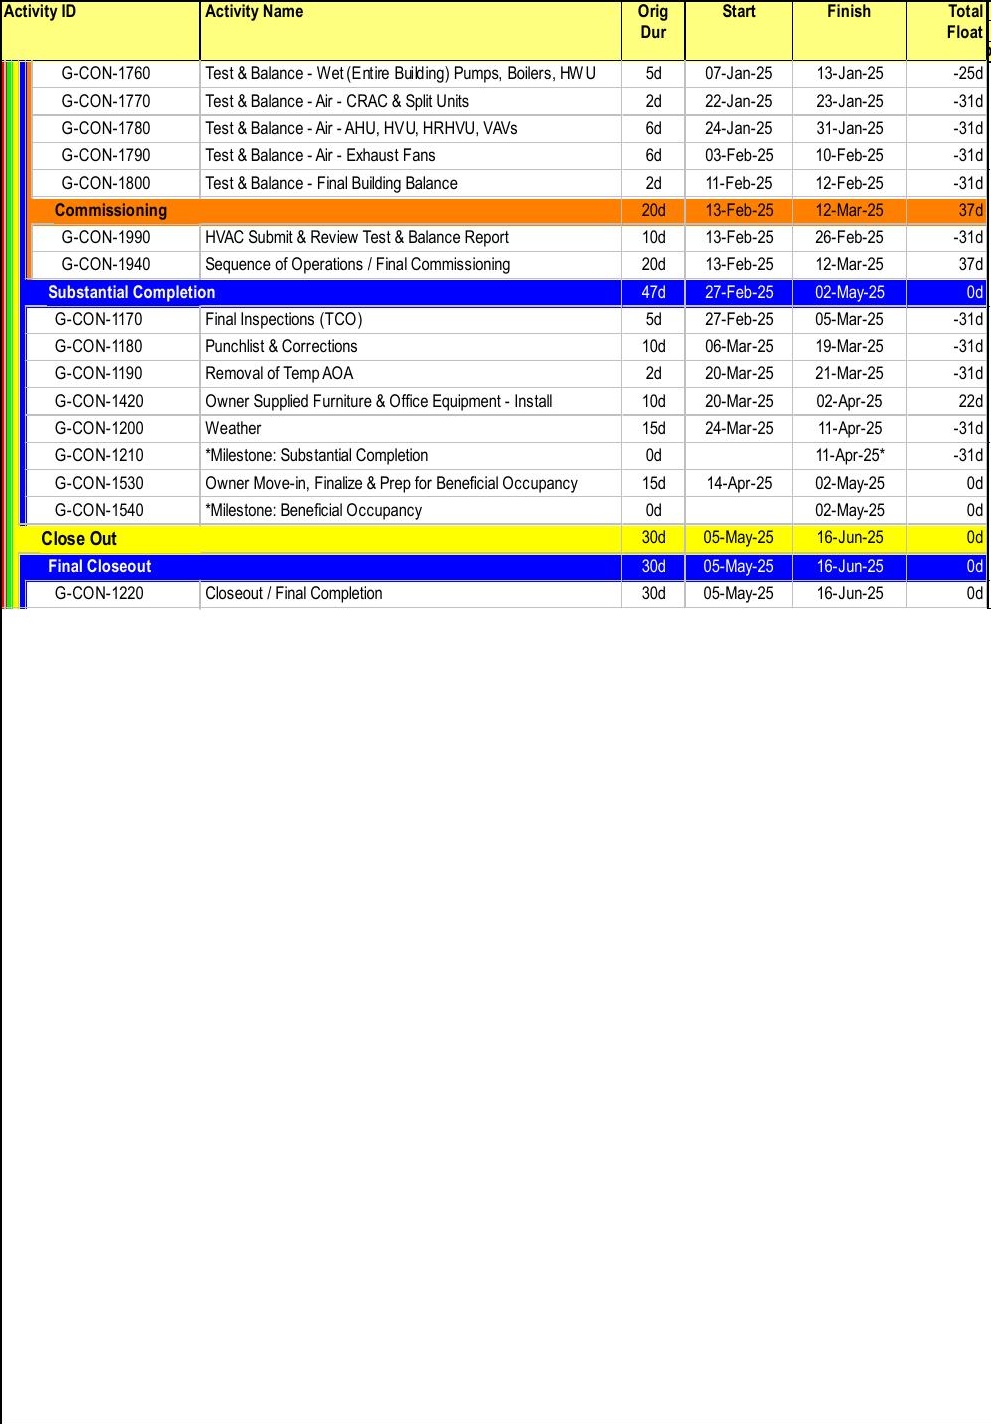 Activity ID Activity Name Orig Dur Start Finish Total Float
G-CON-1760 Test & Balance - Wet (Entire Building) Pumps, Boilers, HWU 5d 07-Jan-25 13-Jan-25 -25d
G-CON-1770 Test & Balance - Air - CRAC & Split Units 2d 22-Jan-25 23-Jan-25 -31d
G-CON-1780 Test & Balance - Air - AHU, HVU, HRHVU, VAVs 6d 24-Jan-25 31-Jan-25 -31d
G-CON-1790 Test & Balance - Air - Exhaust Fans 6d 03-Feb-25 10-Feb-25 -31d
G-CON-1800 Test & Balance - Final Building Balance 2d 11-Feb-25 12-Feb-25 -31d
Commissioning 20d 13-Feb-25 12-Mar-25 37d
G-CON-1990 HVAC Submit & Review Test & Balance Report 10d 13-Feb-25 26-Feb-25 -31d
G-CON-1940 Sequence of Operations / Final Commissioning 20d 13-Feb-25 12-Mar-25 37d
Substantial Completion 47d 27-Feb-25 02-May-25 0d
G-CON-1170 Final Inspections (TCO) 5d 27-Feb-25 05-Mar-25 -31d
G-CON-1180 Punchlist & Corrections 10d 06-Mar-25 19-Mar-25 -31d
G-CON-1190 Removal of Temp AOA 2d 20-Mar-25 21-Mar-25 -31d
G-CON-1420 Owner Supplied Furniture & Office Equipment - Install 10d 20-Mar-25 02-Apr-25 22d
G-CON-1200 Weather 15d 24-Mar-25 11-Apr-25 -31d
G-CON-1210 *Milestone: Substantial Completion 0d 11-Apr-25* -31d
G-CON-1530 Owner Move-in, Finalize & Prep for Beneficial Occupancy 15d 14-Apr-25 02-May-25 0d
G-CON-1540 *Milestone: Beneficial Occupancy 0d 02-May-25 0d
Close Out 30d 05-May-25 16-Jun-25 0d
Final Closeout 30d 05-May-25 16-Jun-25 0d
G-CON-1220 Closeout / Final Completion 30d 05-May-25 16-Jun-25 0d